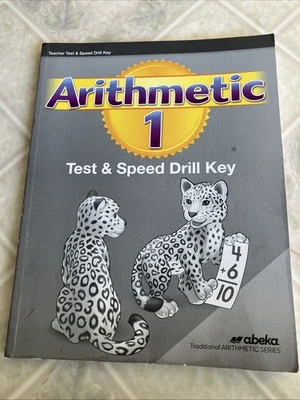 Teacher Test & Speed Drill Key
Arithmetic
1
Test & Speed Drill Key
4
+6
10
abeka
Traditional ARITHMETIC SERIES